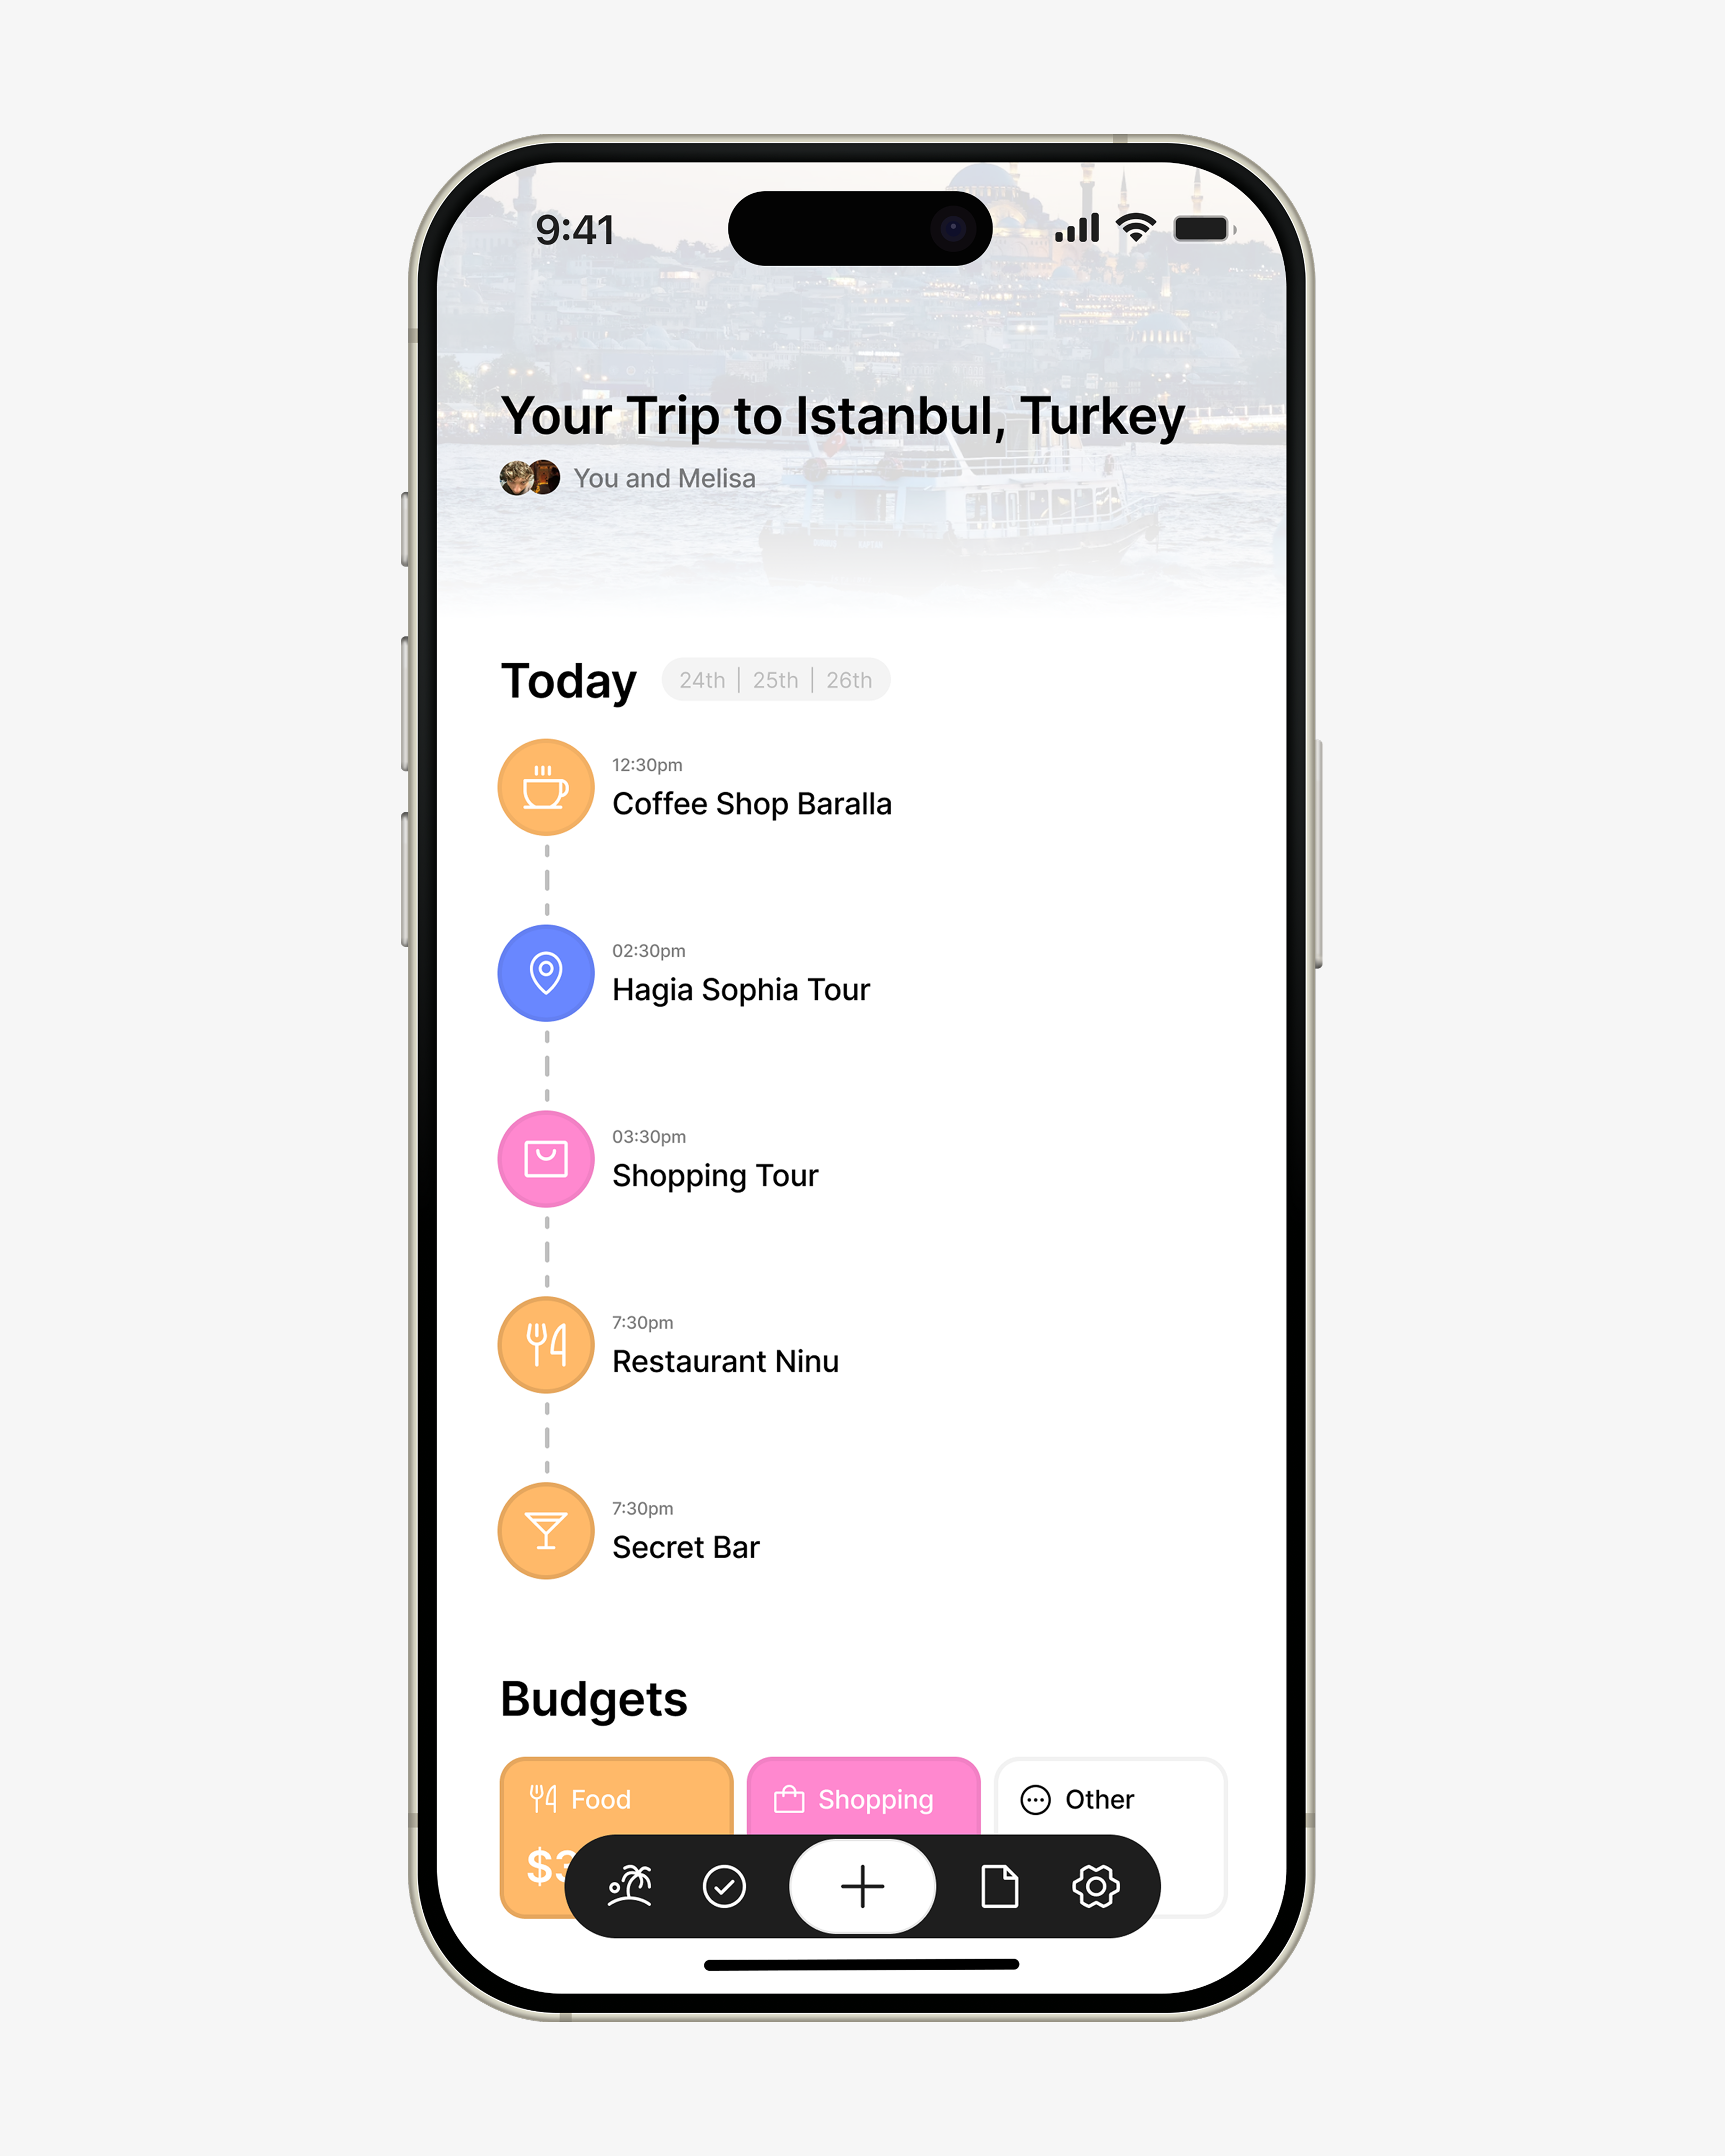 9:41
Your Trip to Istanbul, Turkey
You and Melisa
Today 24th | 25th | 26th
12:30pm
Coffee Shop Baralla
02:30pm
Hagia Sophia Tour
03:30pm
Shopping Tour
7:30pm
Restaurant Ninu
7:30pm
Secret Bar
Budgets
Food Shopping Other